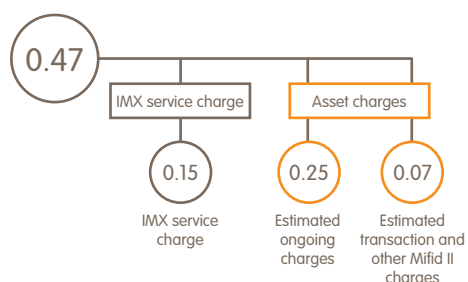 0.47
IMX service charge
Asset charges
0.15
0.25
0.07
IMX service
charge
Estimated
ongoing
charges
Estimated
transaction and
other Mifid II
charges